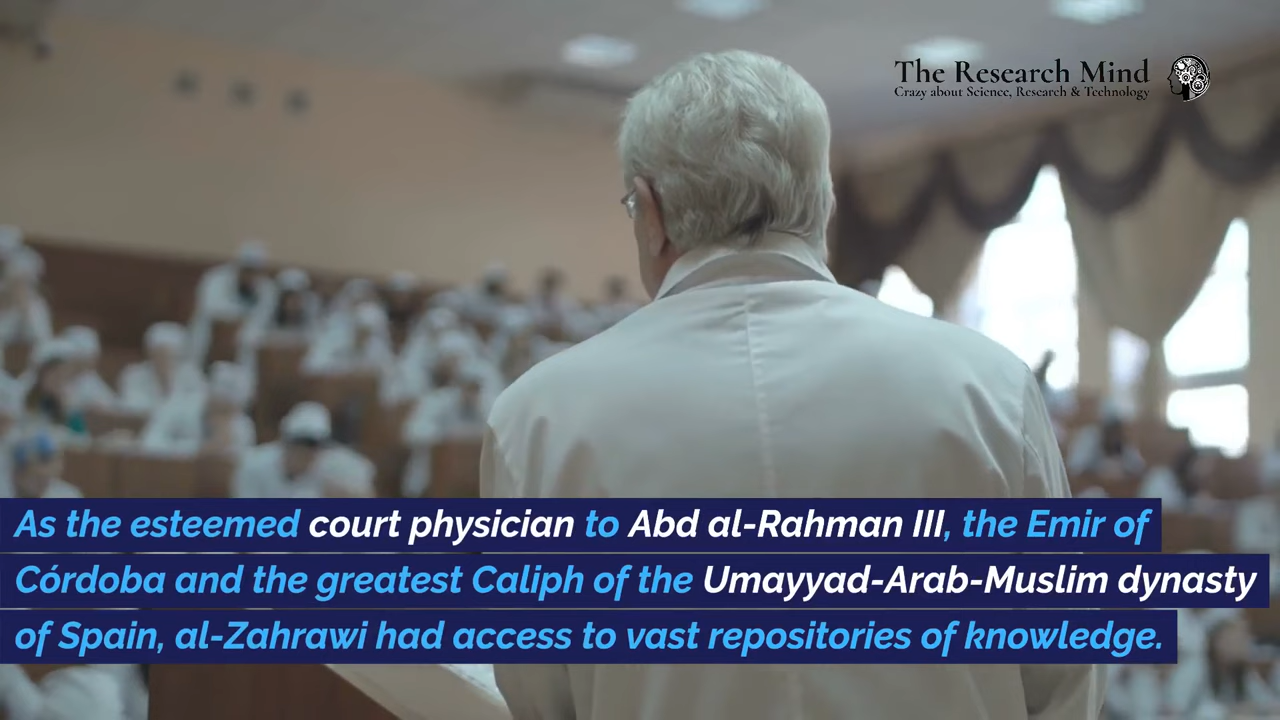 The Research Mind
Crazy about Science, Research & Technology
As the esteemed court physician to Abd al-Rahman III, the Emir of
Córdoba and the greatest Caliph of the Umayyad-Arab-Muslim dynasty
of Spain, al-Zahrawi had access to vast repositories of knowledge.